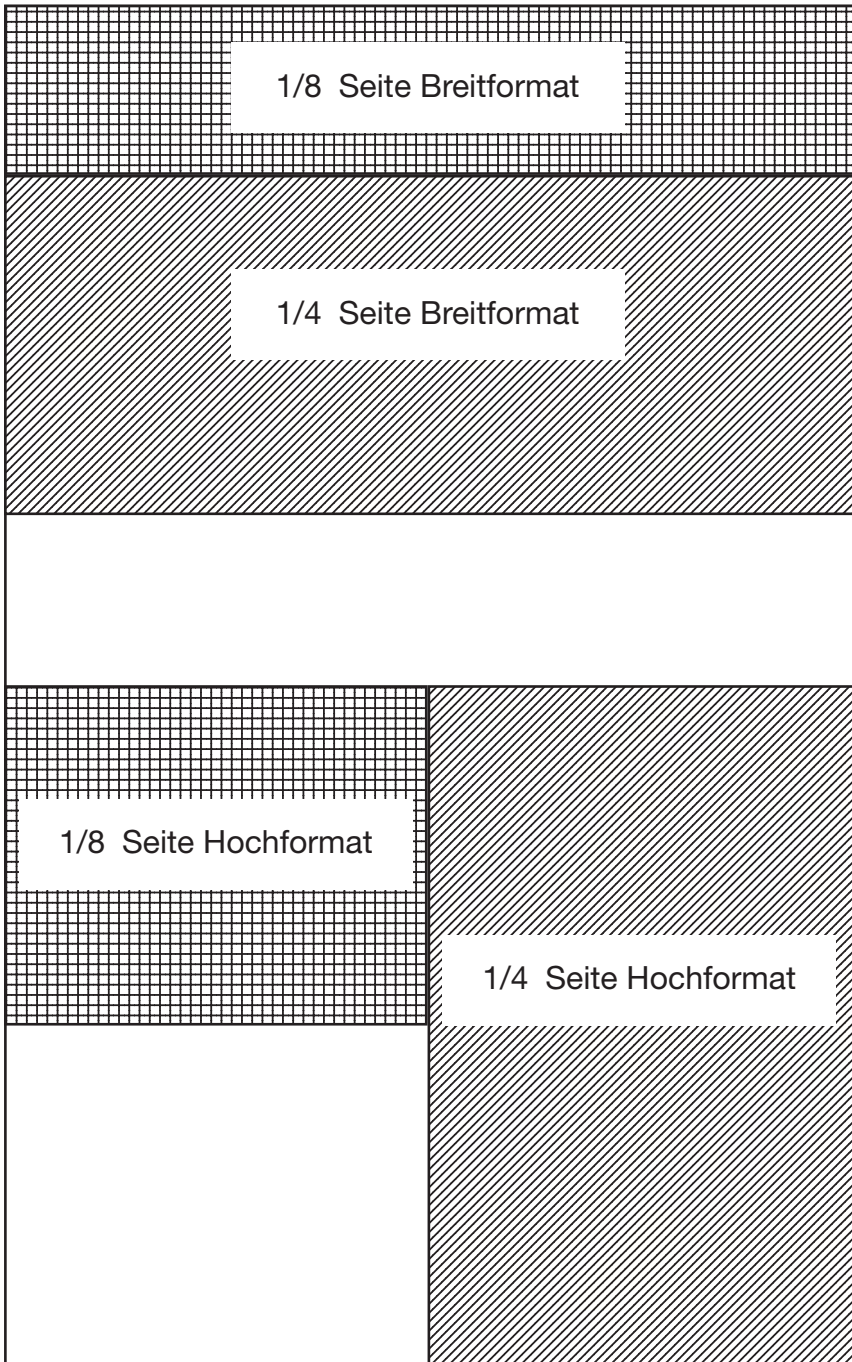 1/8 Seite Breitformat
1/4 Seite Breitformat
1/8 Seite Hochformat
1/4 Seite Hochformat